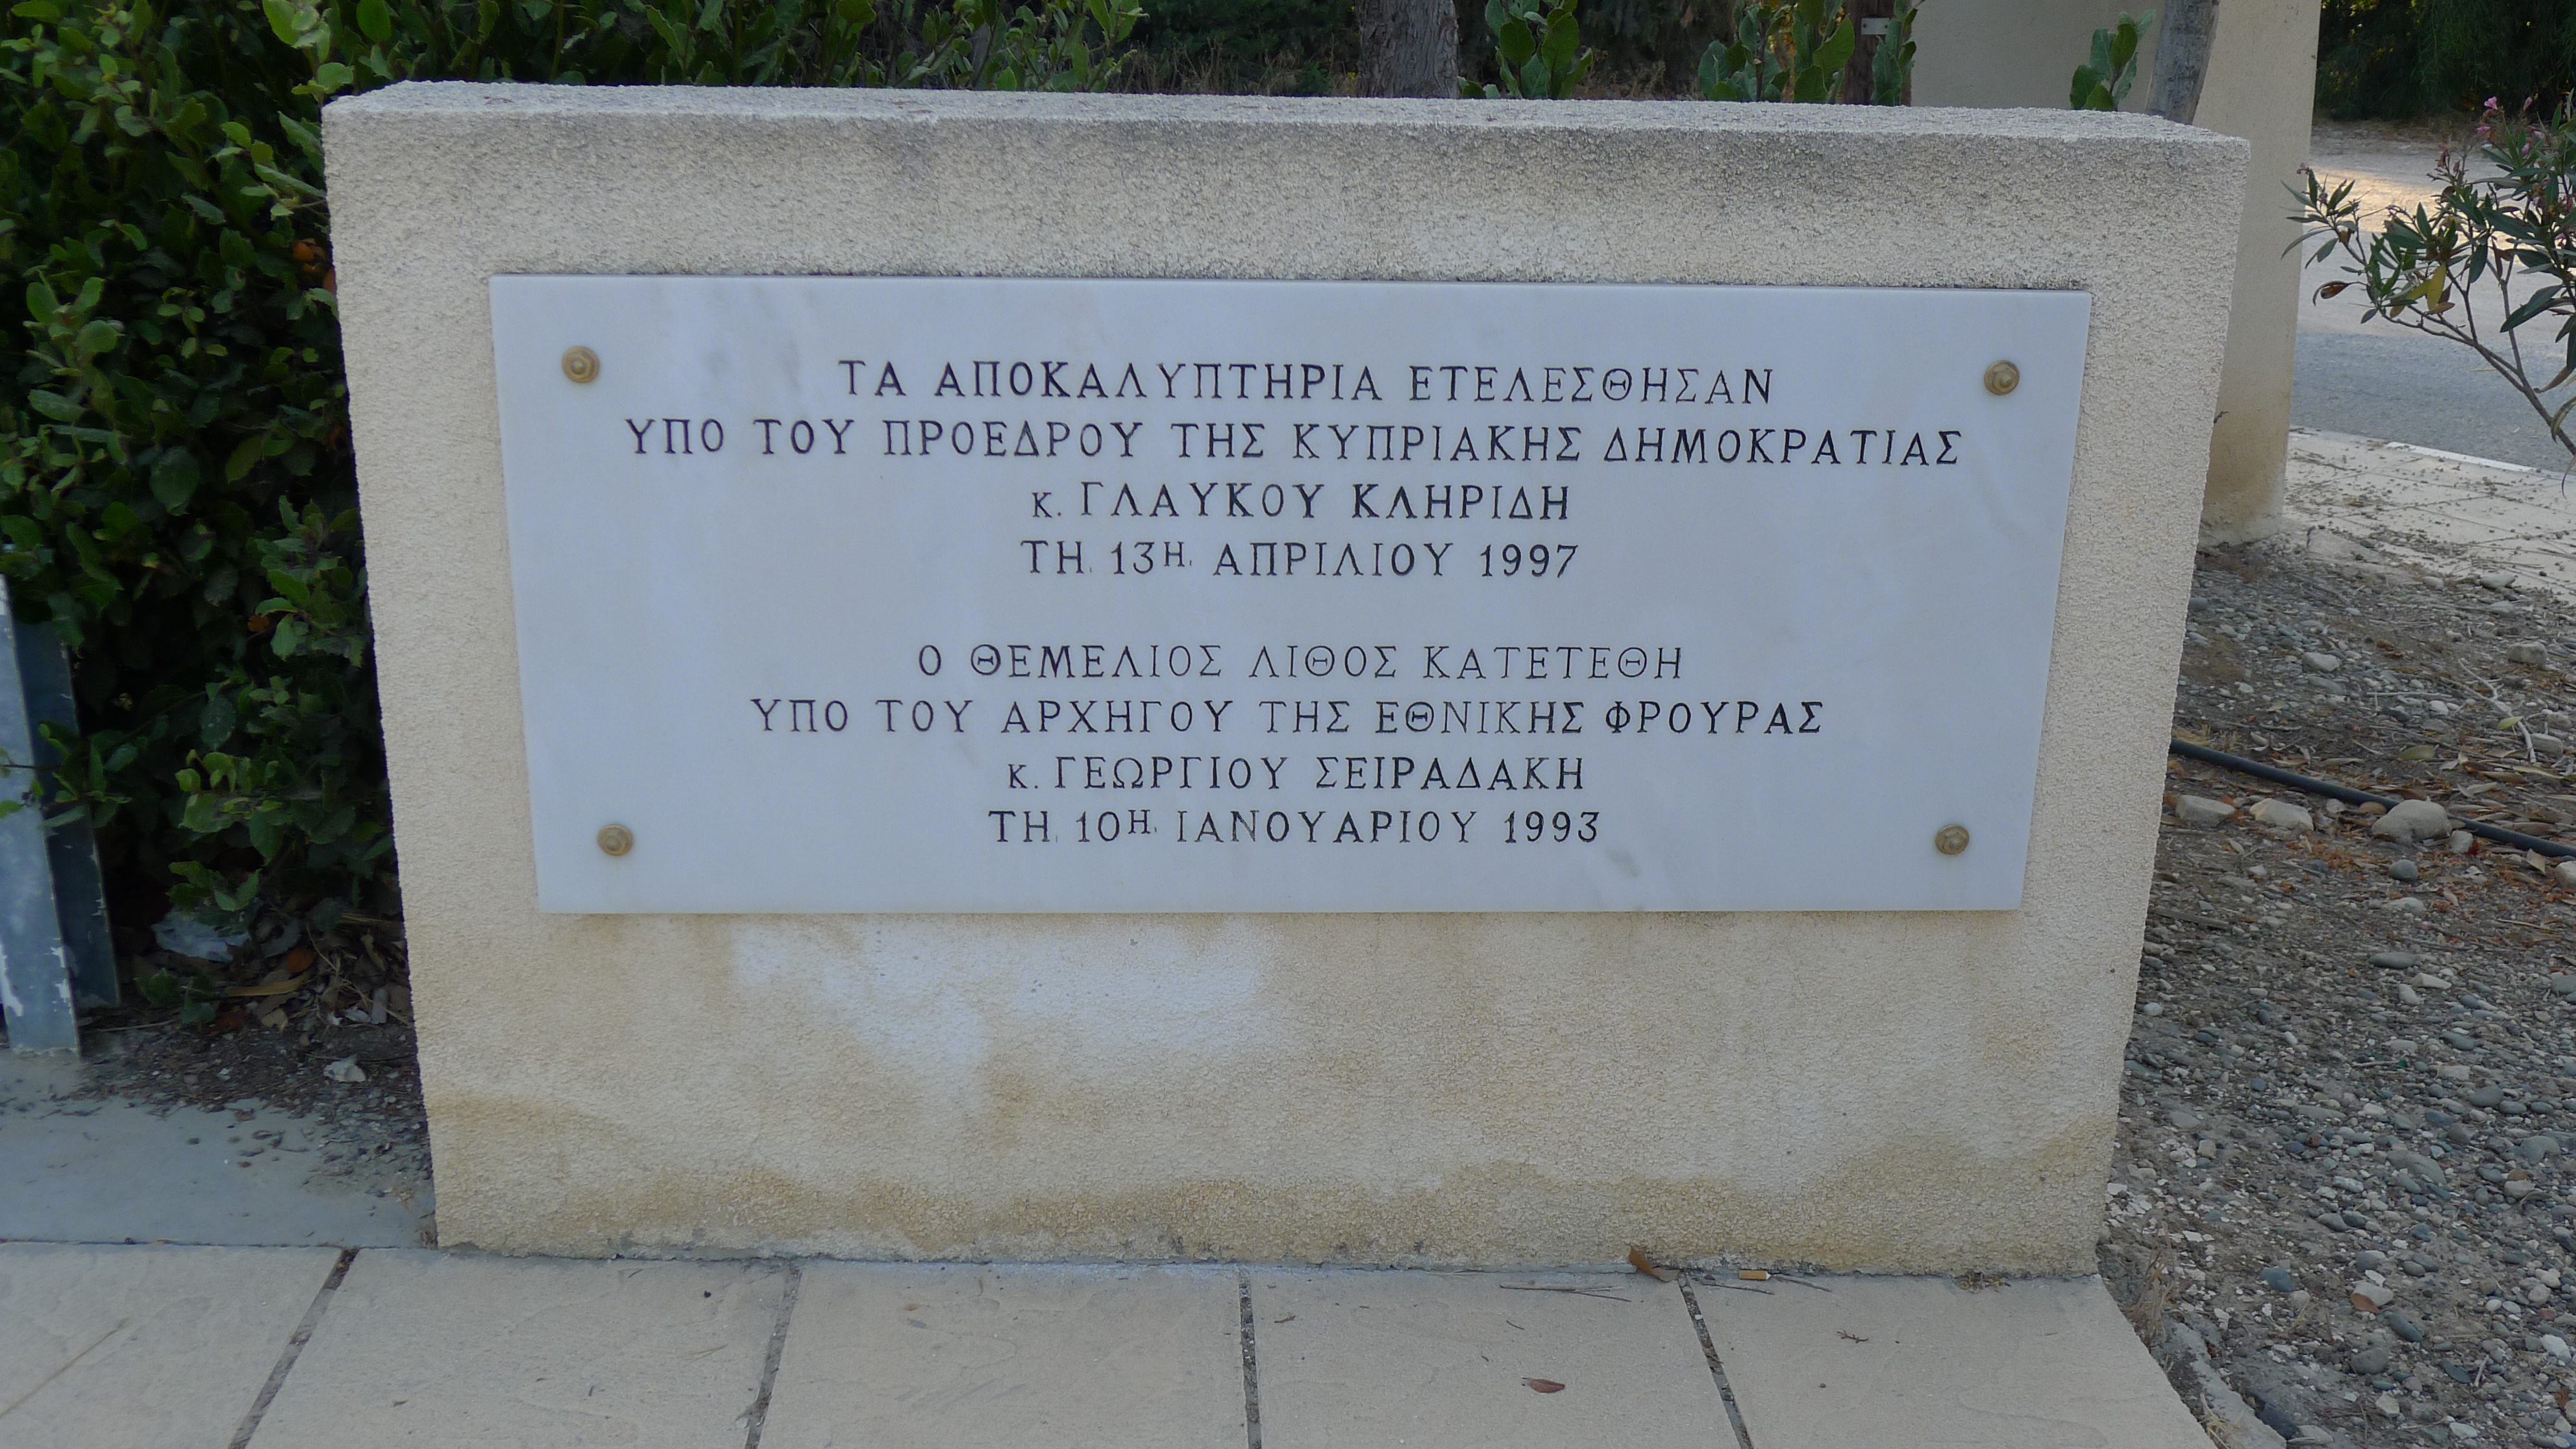 ΤΑ ΑΠΟΚΑΛΥΠΤΗΡΙΑ ΕΤΕΛΕΣΘΗΣΑΝ
ΥΠΟ ΤΟΥ ΠΡΟΕΔΡΟΥ ΤΗΣ ΚΥΠΡΙΑΚΗΣ ΔΗΜΟΚΡΑΤΙΑΣ
κ. ΓΛΑΥΚΟΥ ΚΛΗΡΙΔΗ
ΤΗ. 13Η. ΑΠΡΙΛΙΟΥ 1997
Ο ΘΕΜΕΛΙΟΣ ΛΙΘΟΣ ΚΑΤΕΤΕΘΗ
ΥΠΟ ΤΟΥ ΑΡΧΗΓΟΥ ΤΗΣ ΕΘΝΙΚΗΣ ΦΡΟΥΡΑΣ
κ. ΓΕΩΡΓΙΟΥ ΣΕΙΡΑΔΑΚΗ
ΤΗ. 10Η. ΙΑΝΟΥΑΡΙΟΥ 1993